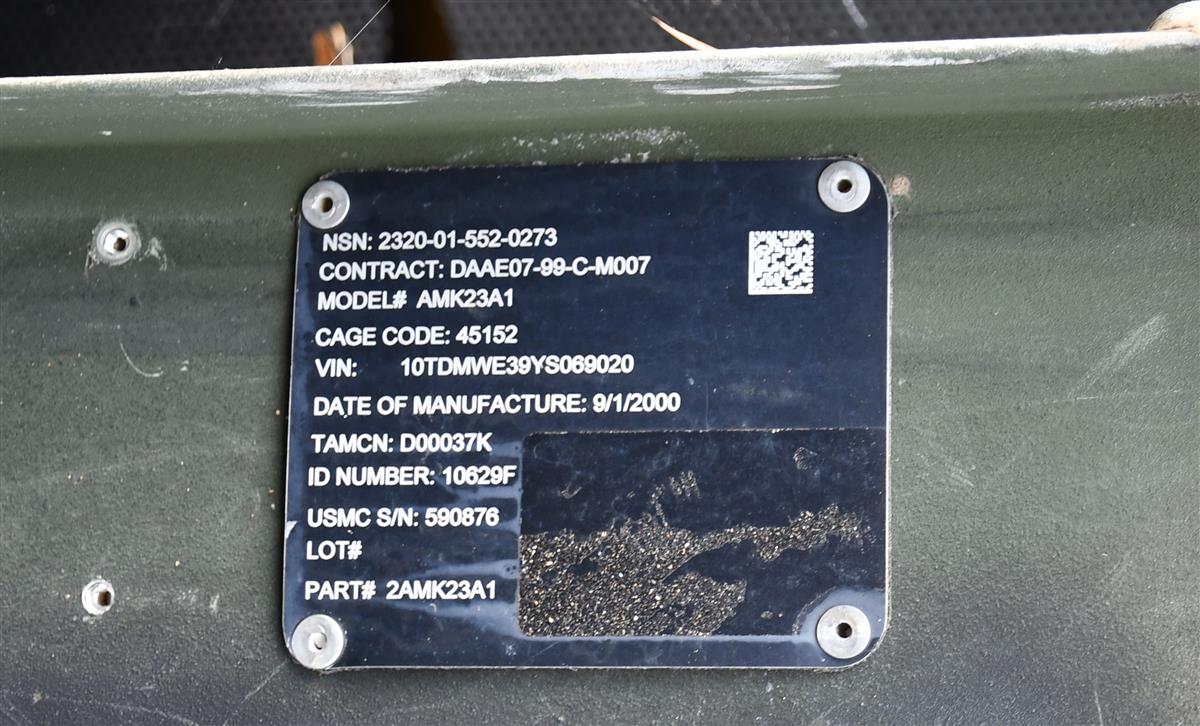 NSN: 2320-01-552-0273
CONTRACT: DAAE07-99-C-M007
MODEL# AMK23A1
CAGE CODE: 45152
VIN: 10TDMWE39YS069020
DATE OF MANUFACTURE: 9/1/2000
TAMCN: D00037K
ID NUMBER: 10629F
USMC S/N: 590876
LOT#
PART# 2AMK23A1